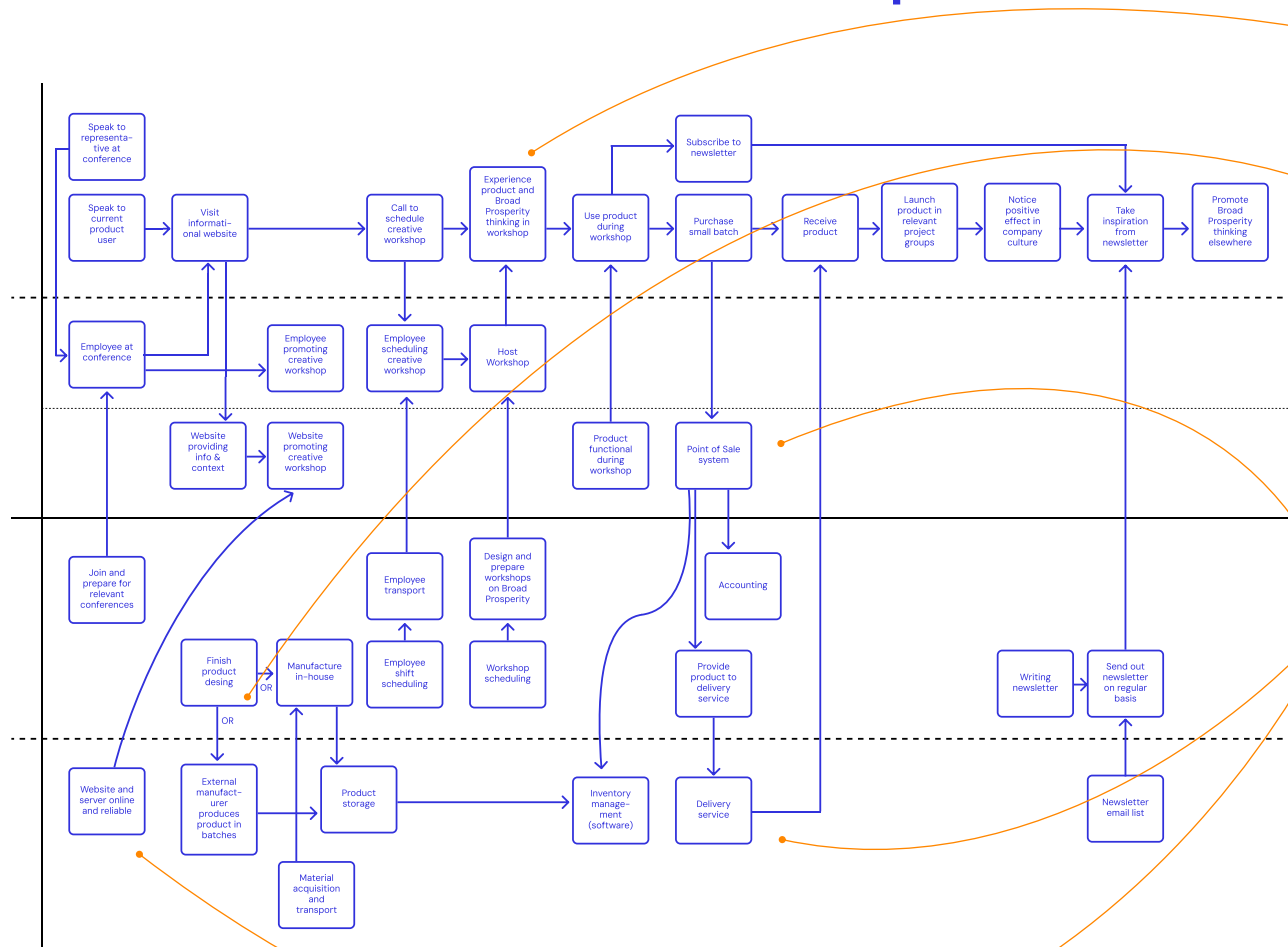 Speak to
representa-
tive at
conference
Subscribe to
newsletter
Speak to
current
product
user
Visit
informati-
onal website
Call to
schedule
creative
workshop
Experience
product and
Broad
Prosperity
thinking in
workshop
Use product
during
workshop
Purchase
small batch
Receive
product
Launch
product in
relevant
project
groups
Notice
positive
effect in
company
culture
Take
inspiration
from
newsletter
Promote
Broad
Prosperity
thinking
elsewhere
Employee at
conference
Employee
promoting
creative
workshop
Employee
scheduling
creative
workshop
Host
Workshop
Website
providing
info &
context
Website
promoting
creative
workshop
Product
functional
during
workshop
Point of Sale
system
Join and
prepare for
relevant
conferences
Employee
transport
Design and
prepare
workshops
on Broad
Prosperity
Accounting
Finish
product
desing
OR
Manufacture
in-house
Employee
shift
scheduling
Workshop
scheduling
Provide
product to
delivery
service
Writing
newsletter
Send out
newsletter
on regular
basis
OR
Website and
server online
and reliable
External
manufact-
urer
produces
product in
batches
Product
storage
Inventory
manage-
ment
(software)
Delivery
service
Newsletter
email list
Material
acquisition
and
transport